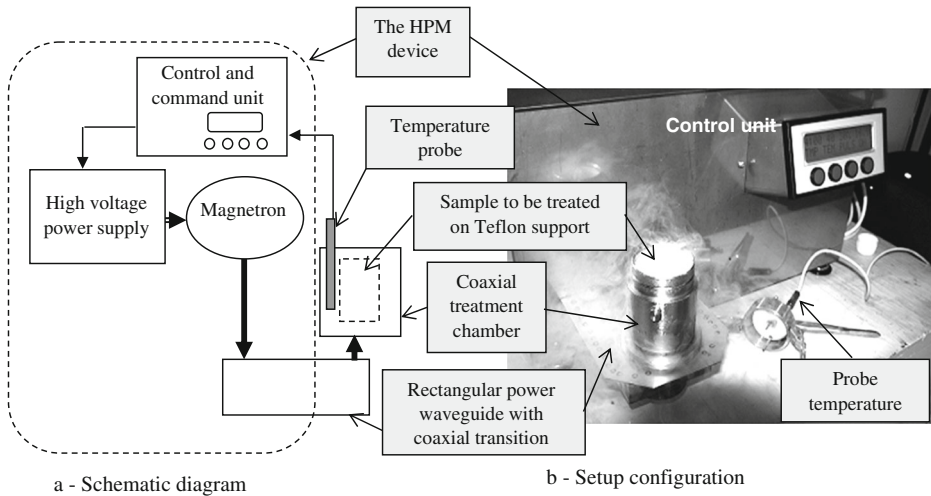 The HPM
device
Control and
command unit
Temperature
probe
Control unit
High voltage
power supply
Magnetron
Sample to be treated
on Teflon support
Coaxial
treatment
chamber
Rectangular power
waveguide with
coaxial transition
Probe
temperature
a - Schematic diagram
b - Setup configuration